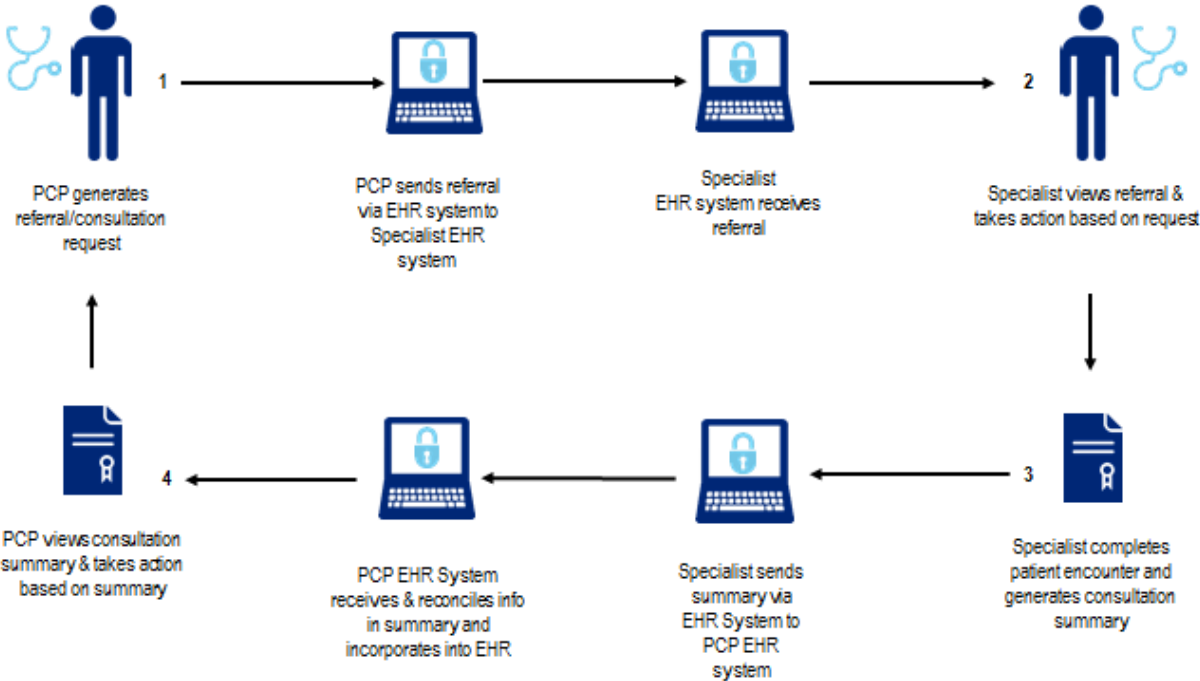 1
2
PCP generates
referral/consultation
request
PCP sends referral
via EHR system to
Specialist EHR
system
Specialist
EHR system receives
referral
Specialist views referral &
takes action based on request
4
3
PCP views consultation
summary & takes action
based on summary
PCP EHR System
receives & reconciles info
in summary and
incorporates into EHR
Specialist sends
summary via
EHR System to
PCP EHR
system
Specialist completes
patient encounter and
generates consultation
summary